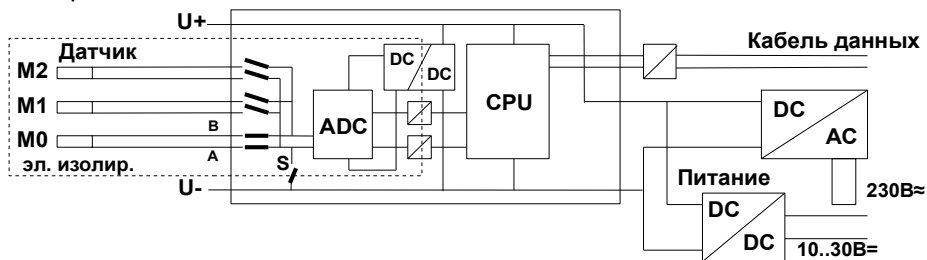 U+
Датчик
M2
M1
M0
B
A
эл. изолир.
S
U-
ADC
DC
DC
CPU
Кабель данных
DC
AC
230В≈
Питание
DC
DC
10..30В=